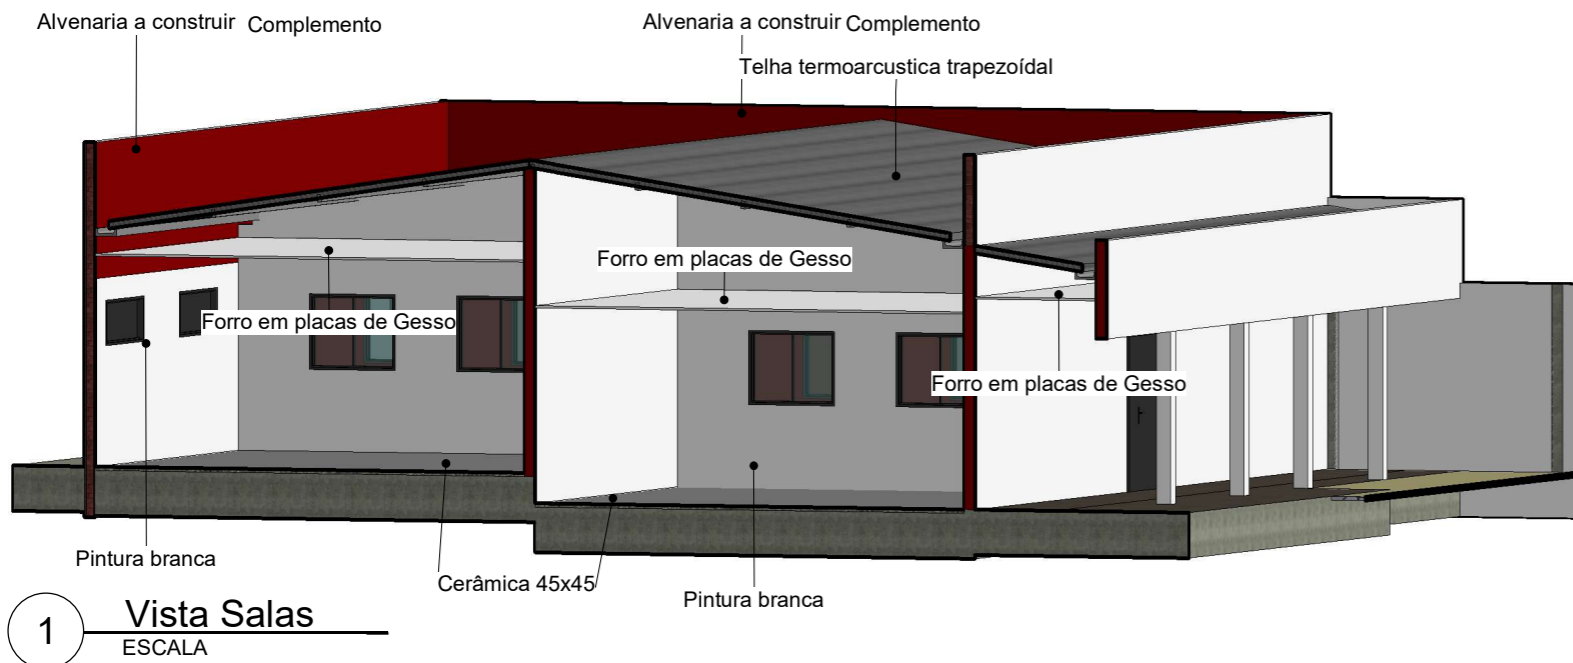 Alvenaria a construir Complemento
Alvenaria a construir Complemento
Telha termoarcustica trapezoídal
Forro em placas de Gesso
Forro em placas de Gesso
Forro em placas de Gesso
Pintura branca
Cerâmica 45x45
Pintura branca
1
Vista Salas
ESCALA